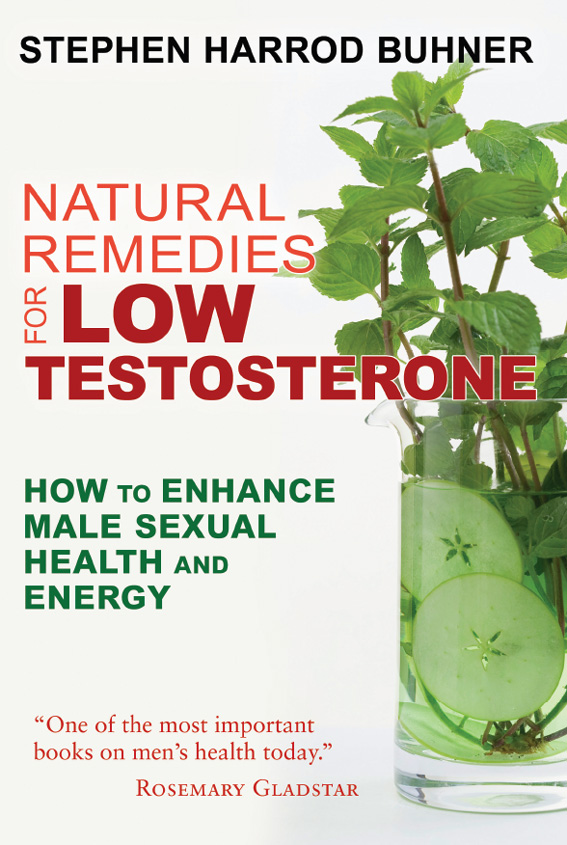 STEPHEN HARROD BUHNER
NATURAL
REMEDIES
FOR LOW
TESTOSTERONE
HOW TO ENHANCE
MALE SEXUAL
HEALTH AND
ENERGY
“One of the most important
books on men’s health today.”
ROSEMARY GLADSTAR